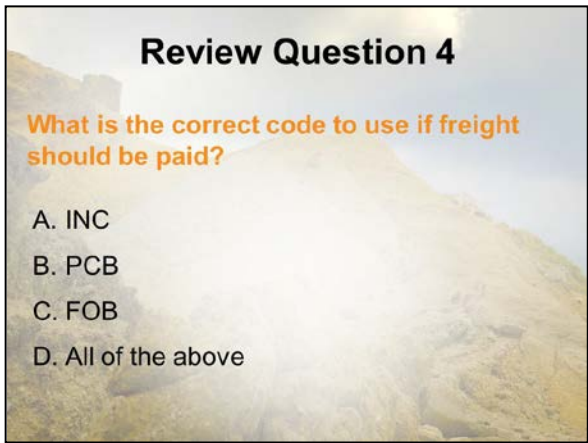 Review Question 4
What is the correct code to use if freight
should be paid?
A. INC
B. PCB
C. FOB
D. All of the above